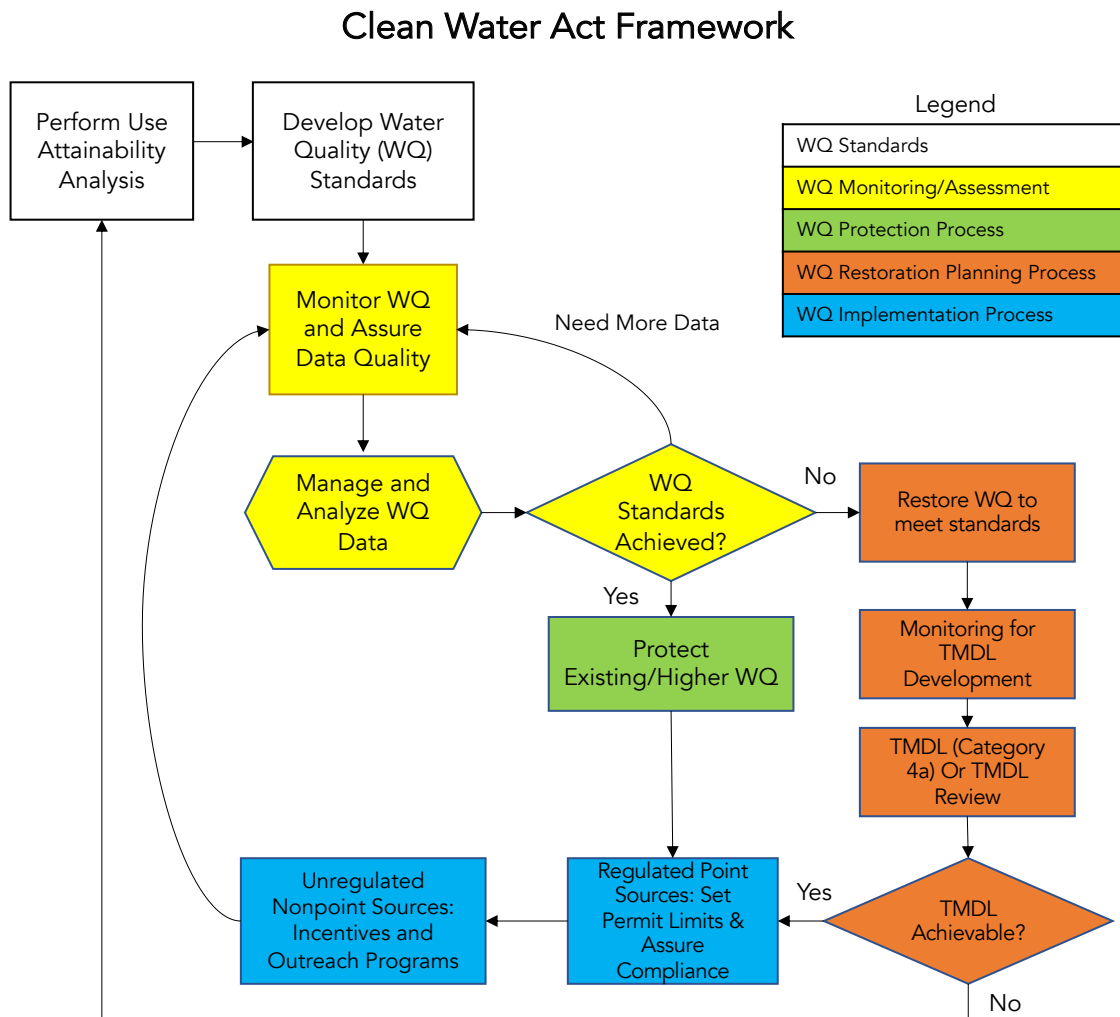 Clean Water Act Framework
Perform Use
Attainability
Analysis
Develop Water
Quality (WQ)
Standards
Legend
WQ Standards
WQ Monitoring/Assessment
WQ Protection Process
WQ Restoration Planning Process
WQ Implementation Process
Monitor WQ
and Assure
Data Quality
Need More Data
Manage and
Analyze WQ
Data
WQ
Standards
Achieved?
No
Restore WQ to
meet standards
Yes
Protect
Existing/Higher WQ
Monitoring for
TMDL
Development
TMDL (Category
4a) Or TMDL
Review
Unregulated
Nonpoint Sources:
Incentives and
Outreach Programs
Regulated Point
Sources: Set
Permit Limits &
Assure
Compliance
Yes
TMDL
Achievable?
No